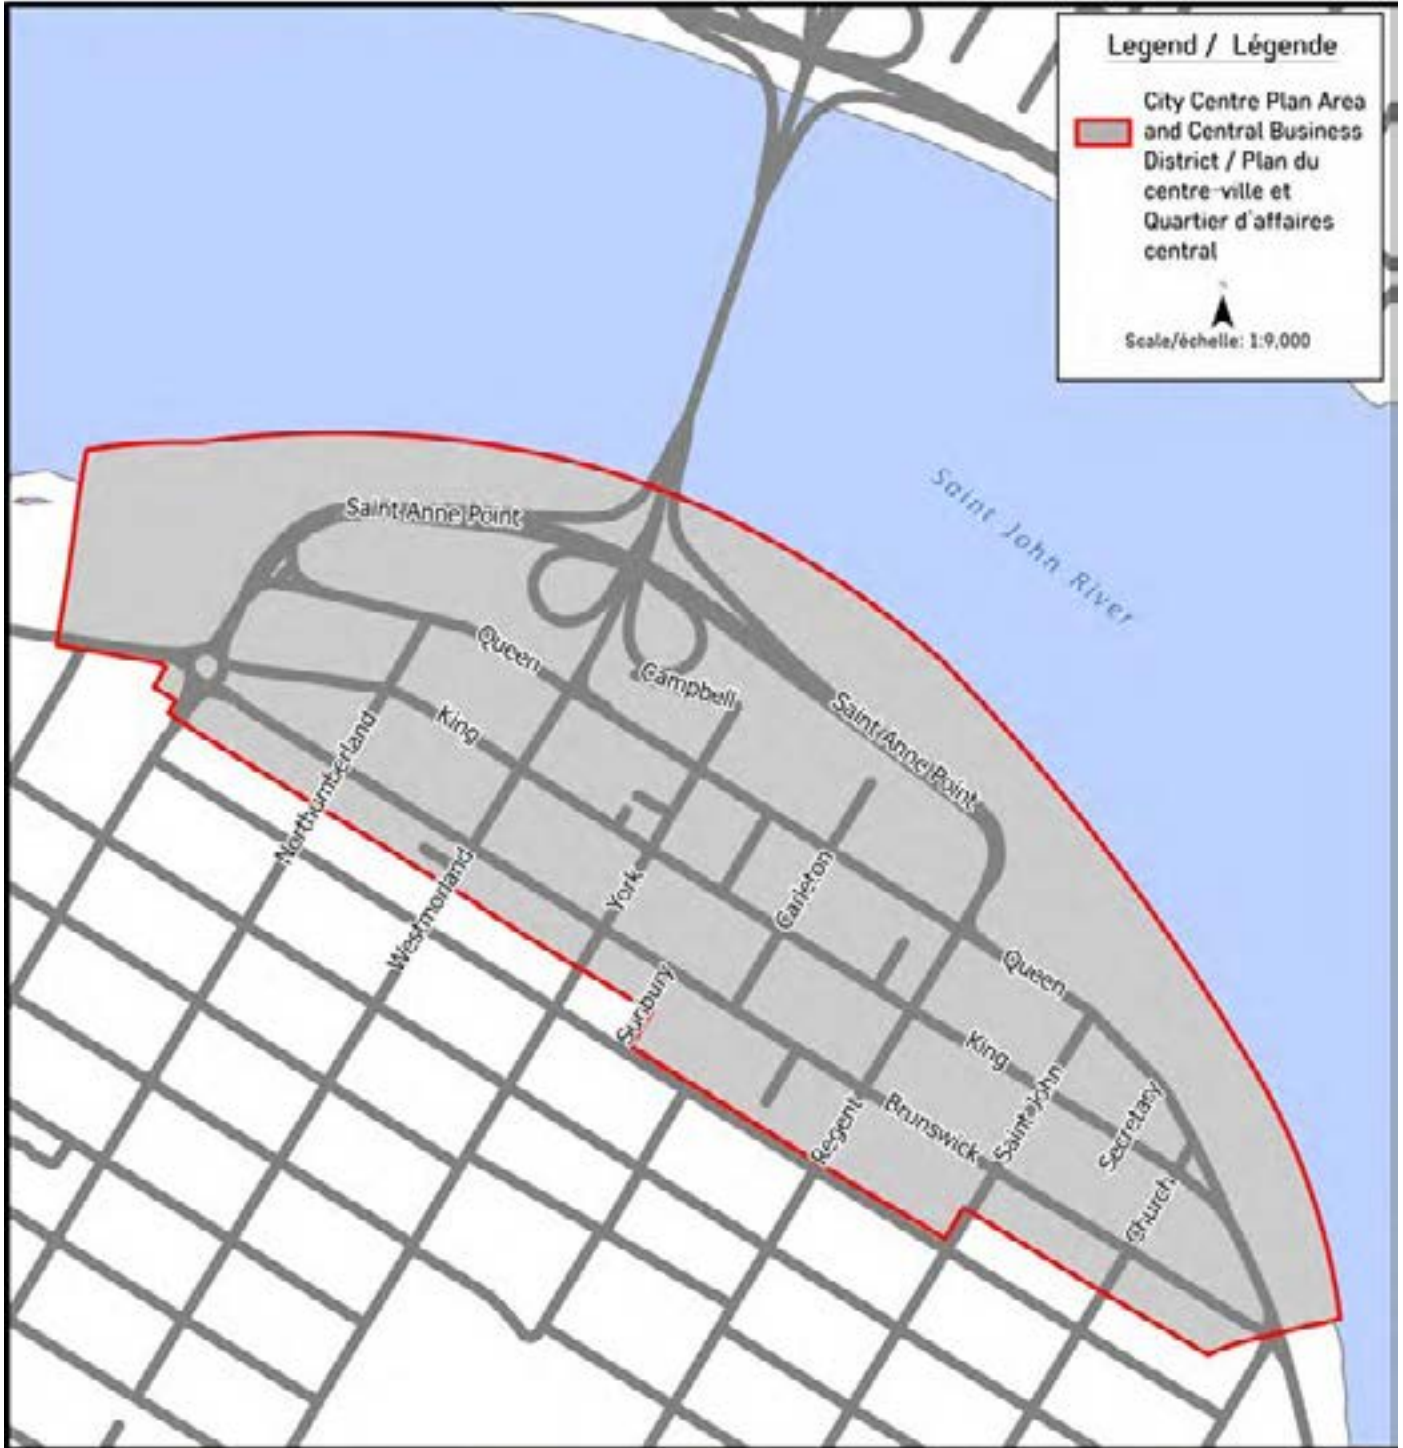 Legend / Légende
City Centre Plan Area
and Central Business
District / Plan du
centre-ville et
Quartier d'affaires
central
Scale/échelle: 1:9,000
Saint John River
Saint Anne Point
Queen
Campbell
King
Northumberland
Saint Anne Point
Westmorland
York
Carleton
Sunbury
Queen
King
Saint John
Secretary
Brunswick
Regent
Church